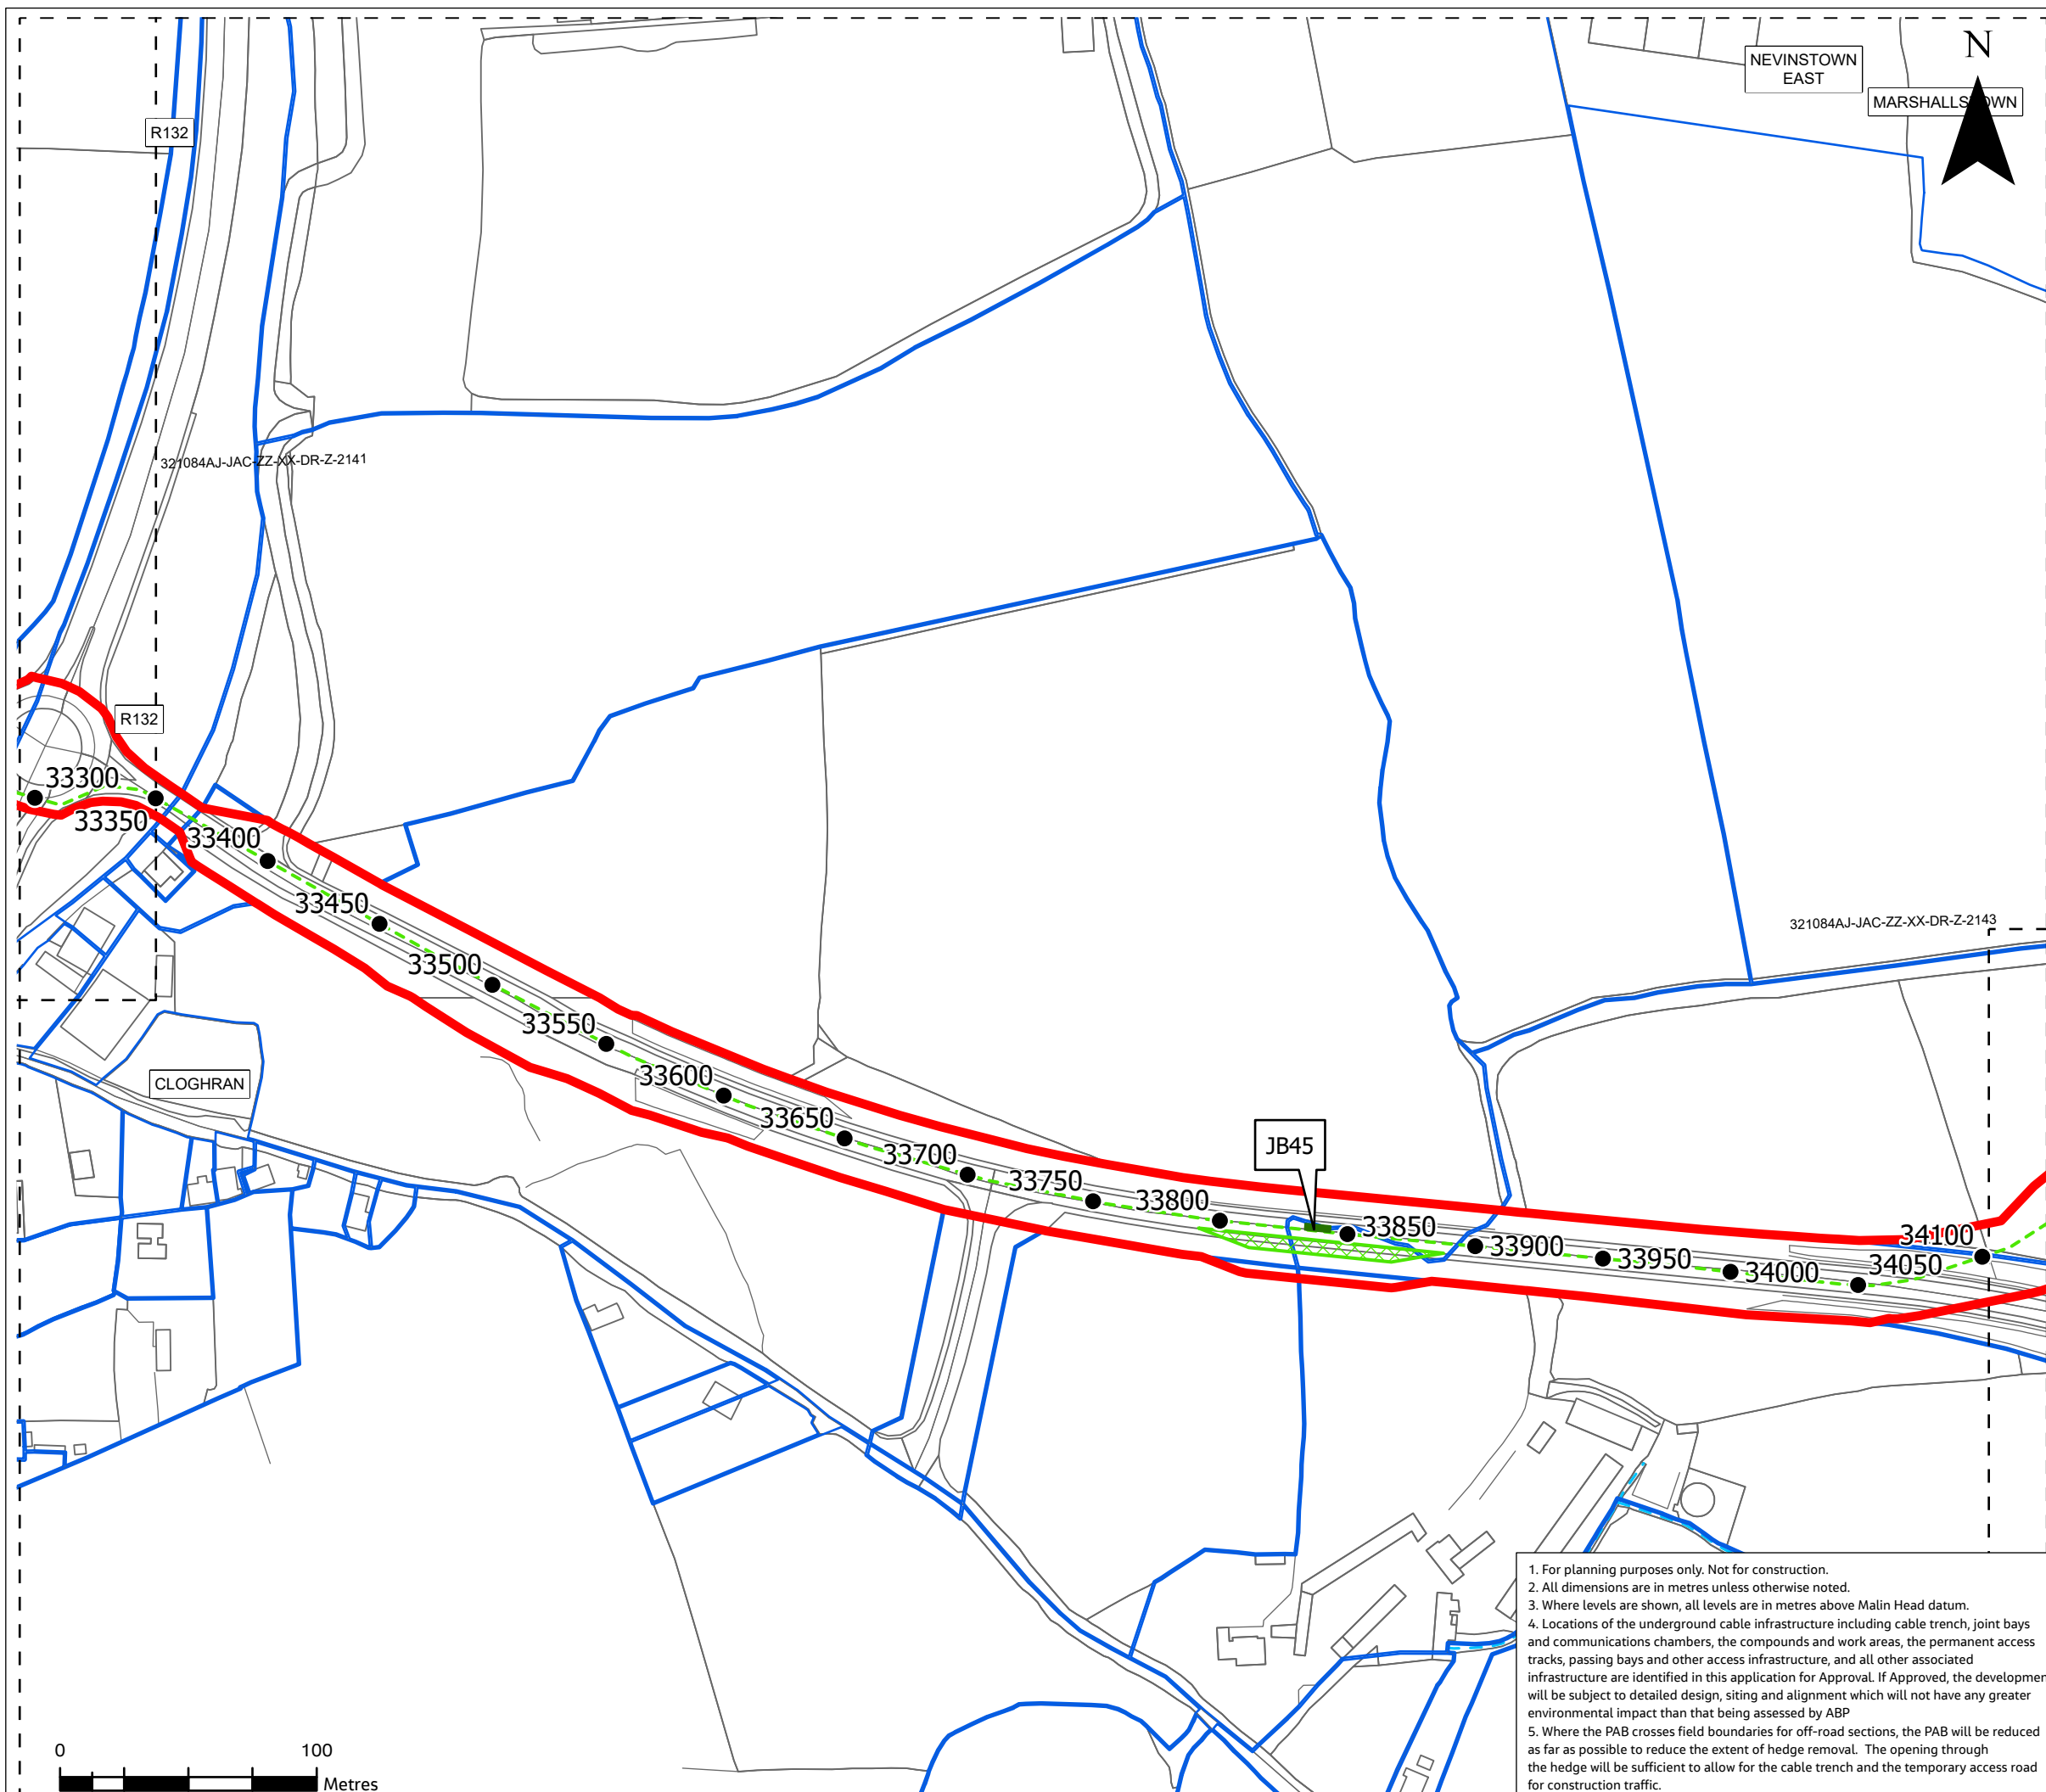 N
NEVINSTOWN
EAST
MARSHALLSTOWN
R132
321084AJ-JAC-ZZ-XX-DR-Z-2141
R132
33300
33350
33400
33450
33500
33550
33600
33650
33700
33750
33800
33850
33900
33950
34000
34050
34100
321084AJ-JAC-ZZ-XX-DR-Z-2143
CLOGHRAN
JB45
1. For planning purposes only. Not for construction.
2. All dimensions are in metres unless otherwise noted.
3. Where levels are shown, all levels are in metres above Malin Head datum.
4. Locations of the underground cable infrastructure including cable trench, joint bays
and communications chambers, the compounds and work areas, the permanent access
tracks, passing bays and other access infrastructure, and all other associated
infrastructure are identified in this application for Approval. If Approved, the developmen
will be subject to detailed design, siting and alignment which will not have any greater
environmental impact than that being assessed by ABP
5. Where the PAB crosses field boundaries for off-road sections, the PAB will be reduced
as far as possible to reduce the extent of hedge removal. The opening through
the hedge will be sufficient to allow for the cable trench and the temporary access road
for construction traffic.
0 100
Metres